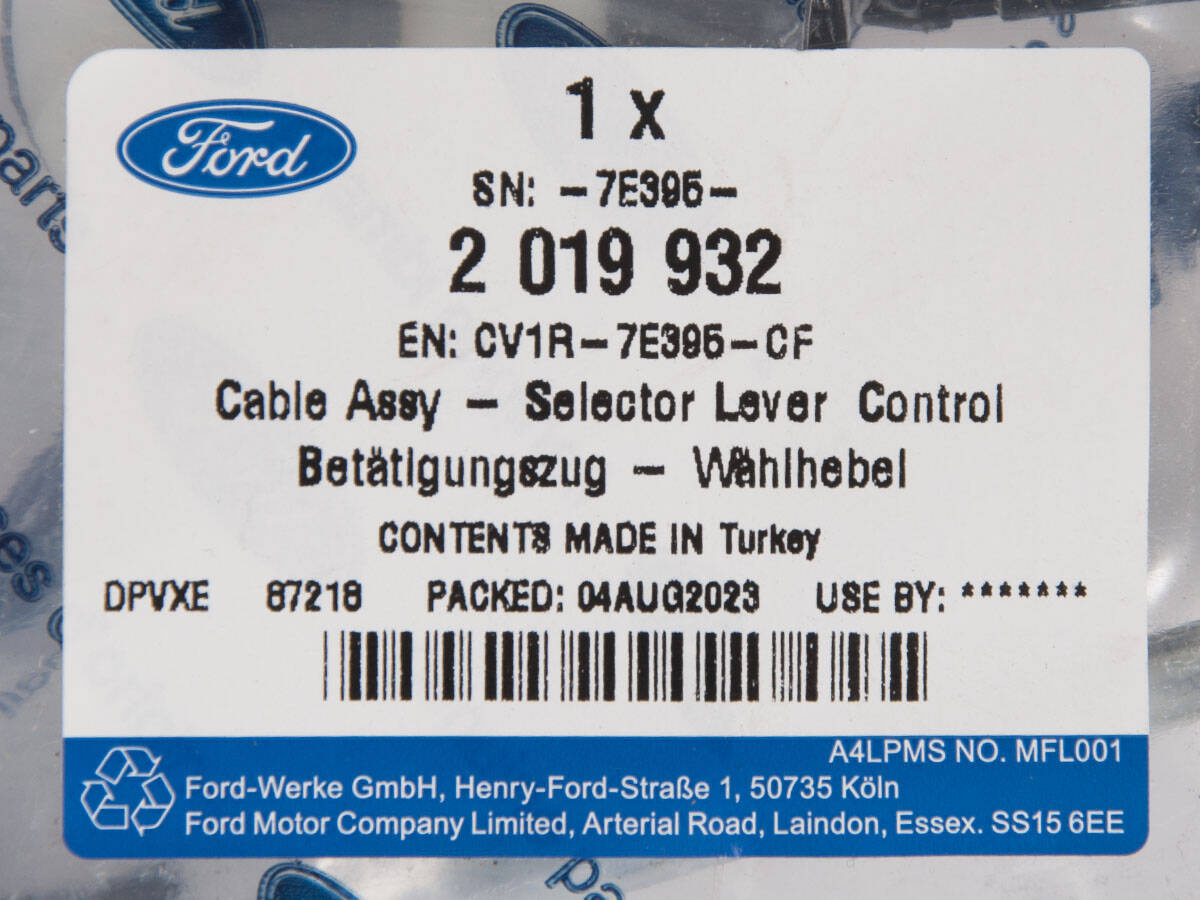 Ford
1 x
SN: -7E395-
2 019 932
EN: CV1R-7E395-CF
Cable Assy - Selector Lever Control
Betätigungszug - Wählhebel
CONTENTS MADE IN Turkey
DPVXE 87218 PACKED: 04AUG2023 USE BY: *******
A4LPMS NO. MFL001
Ford-Werke GmbH, Henry-Ford-Straße 1, 50735 Köln
Ford Motor Company Limited, Arterial Road, Laindon, Essex. SS15 6EE
parts